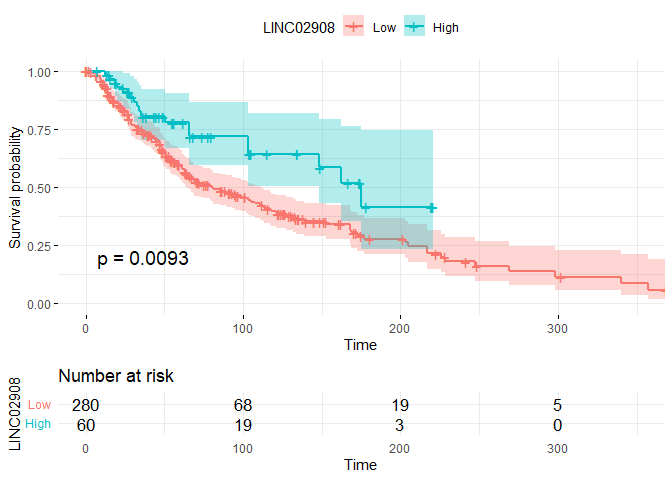 LINC02908 Low High
Survival probability
1.00
0.75
0.50
0.25
0.00
p = 0.0093
0 100 200 300
Time
Number at risk
LINC02908
Low 280 68 19 5
High 60 19 3 0
0 100 200 300
Time